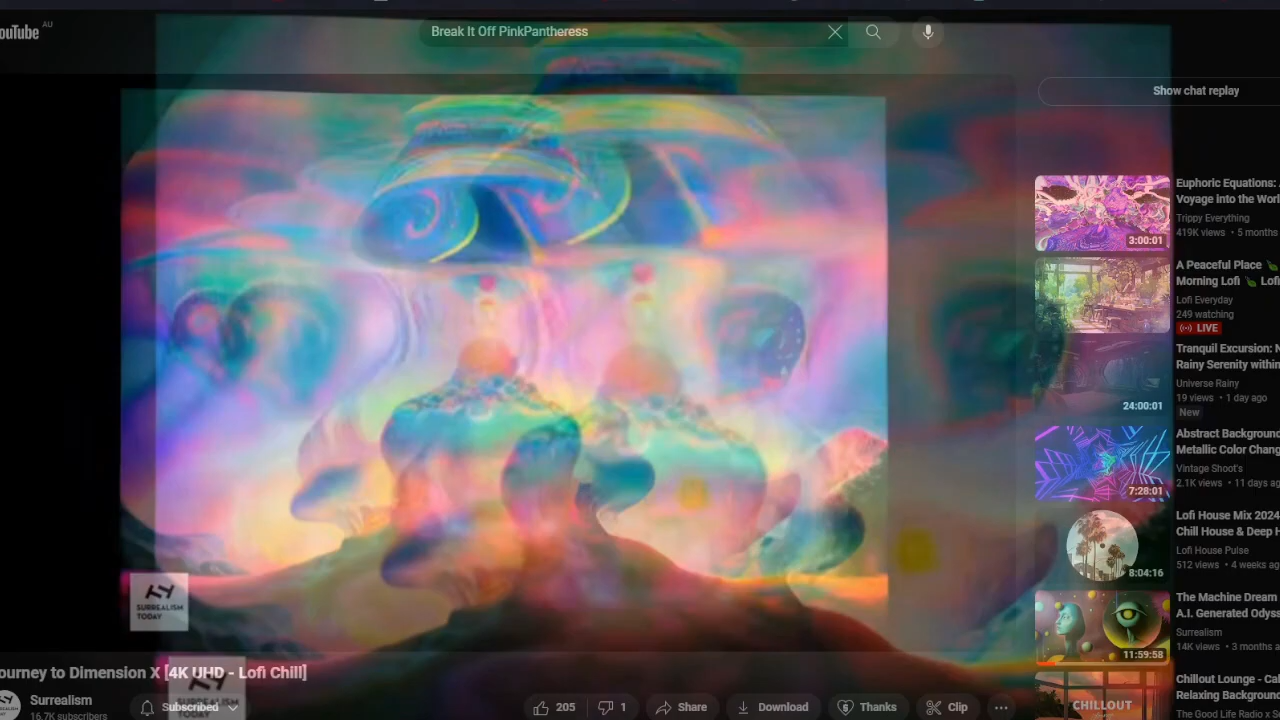 ouTube AU
Break It Off PinkPantheress
Show chat replay
Euphoric Equations:
Voyage into the Worl
Trippy Everything
419K views • 5 months
3:00:01
A Peaceful Place
Morning Lofi Lofi
Lofi Everyday
249 watching
LIVE
Tranquil Excursion: N
Rainy Serenity within
Universe Rainy
19 views • 1 day ago
New
24:00:01
Abstract Background
Metallic Color Chang
Vintage Shoot's
2.1K views • 11 days ag
7:28:01
Lofi House Mix 2024
Chill House & Deep H
Lofi House Pulse
512 views • 4 weeks ag
8:04:16
The Machine Dream
A.I. Generated Odys
Surrealism
14K views • 3 months a
11:59:58
Chillout Lounge - Cal
Relaxing Background
The Good Life Radio x S
CHILLOUT
SURREALISM
TODAY
ourney to Dimension X [4K UHD - Lofi Chill]
Surrealism
16.7K subscribers
Subscribed
TODAY
205
1
Share
Download
Thanks
Clip